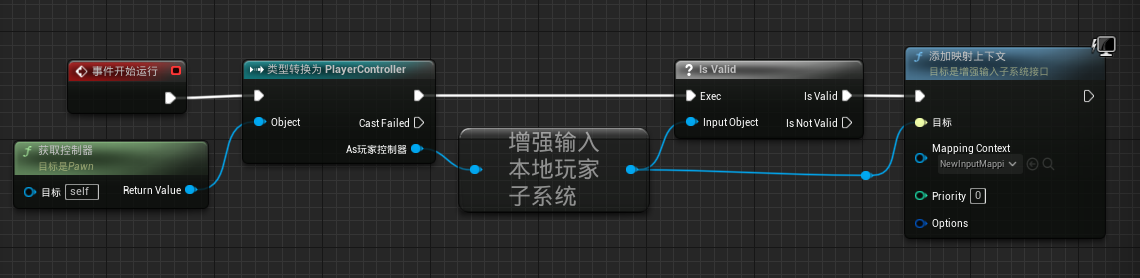 事件开始运行
类型转换为 PlayerController
Object
Cast Failed
As玩家控制器
获取控制器
目标是Pawn
目标 self
Return Value
增强输入
本地玩家
子系统
? Is Valid
Exec
Is Valid
Input Object
Is Not Valid
添加映射上下文
目标是增强输入子系统接口
目标
Mapping Context
NewInputMappi
Priority 0
Options